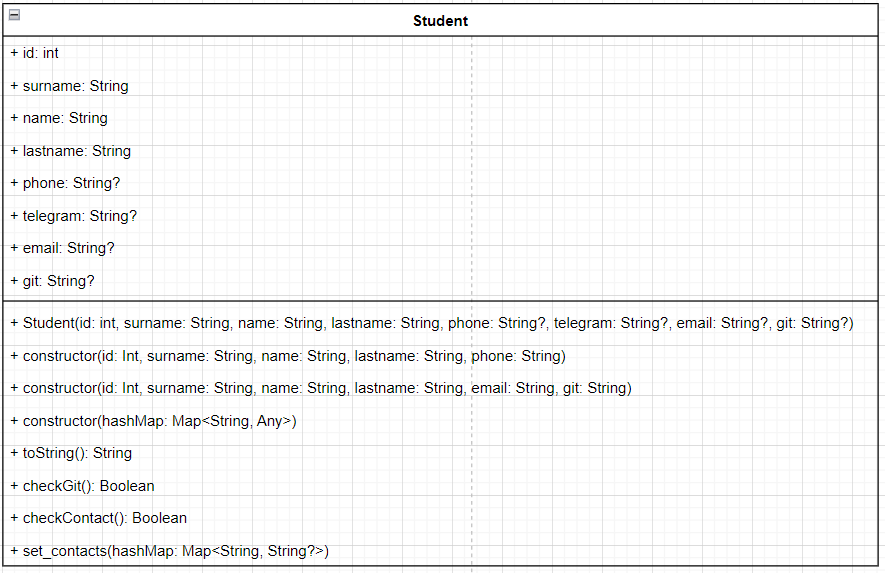 Student
+ id: int
+ surname: String
+ name: String
+ lastname: String
+ phone: String?
+ telegram: String?
+ email: String?
+ git: String?
+ Student(id: int, surname: String, name: String, lastname: String, phone: String?, telegram: String?, email: String?, git: String?)
+ constructor(id: Int, surname: String, name: String, lastname: String, phone: String)
+ constructor(id: Int, surname: String, name: String, lastname: String, email: String, git: String)
+ constructor(hashMap: Map<String, Any>)
+ toString(): String
+ checkGit(): Boolean
+ checkContact(): Boolean
+ set_contacts(hashMap: Map<String, String?>)